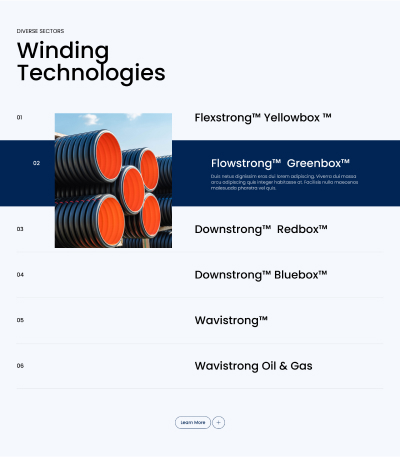 DIVERSE SECTORS
Winding
Technologies
01
Flexstrong™ Yellowbox ™
02
Flowstrong™ Greenbox™
Duis netus dignissim eros dui lorem adipiscing. Viverra dui massa
arcu adipiscing quis integer habitasse at. Facilisis nulla maecenas
malesuada pharetra vel quis.
03
Downstrong™ Redbox™
04
Downstrong™ Bluebox™
05
Wavistrong™
06
Wavistrong Oil & Gas
Learn More +